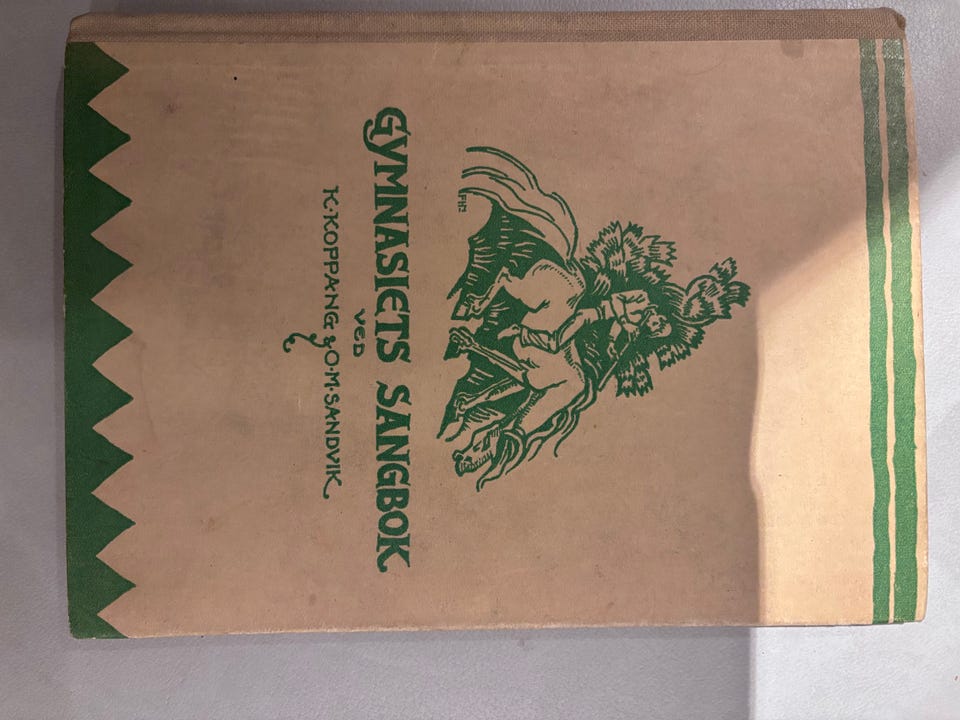 GYMNASIETS SANGBOK
VED
K. KOPPANG & O. M. SANDVIK